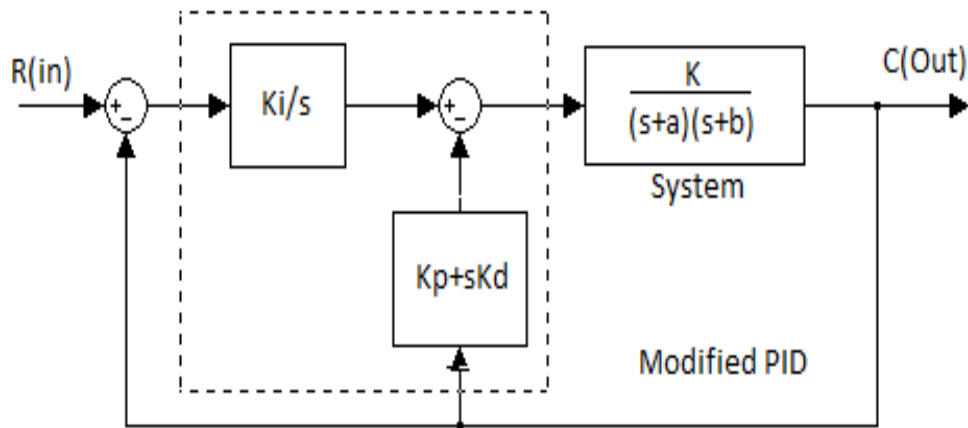 R(in)
+
−
Ki/s
+
−
K
(s+a)(s+b)
System
C(Out)
Kp+sKd
Modified PID